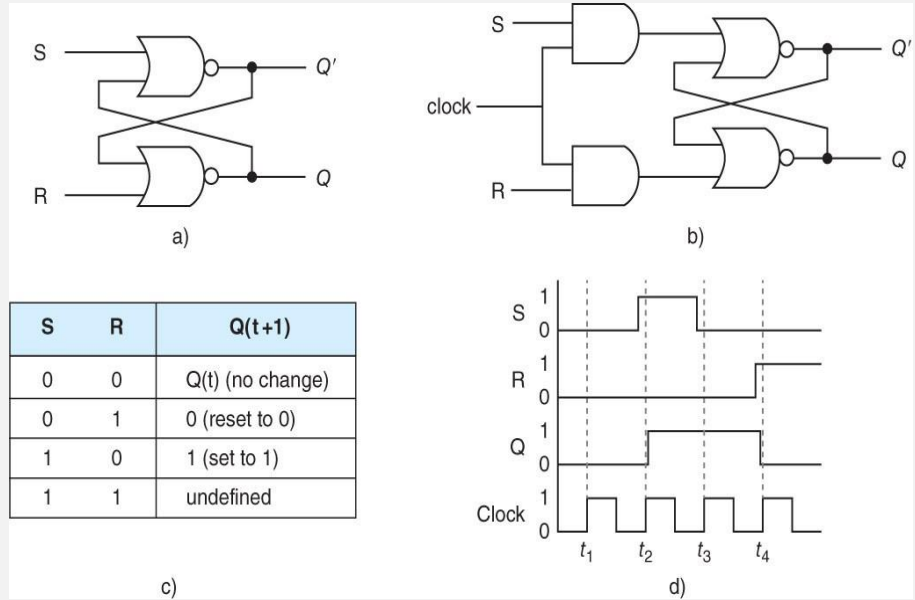 S
Q′
R
Q
a)
S
clock
R
Q′
Q
b)
S R Q(t+1)
0 0 Q(t) (no change)
0 1 0 (reset to 0)
1 0 1 (set to 1)
1 1 undefined
c)
S 1
0
R 1
0
Q 1
0
Clock 1
0
t1 t2 t3 t4
d)